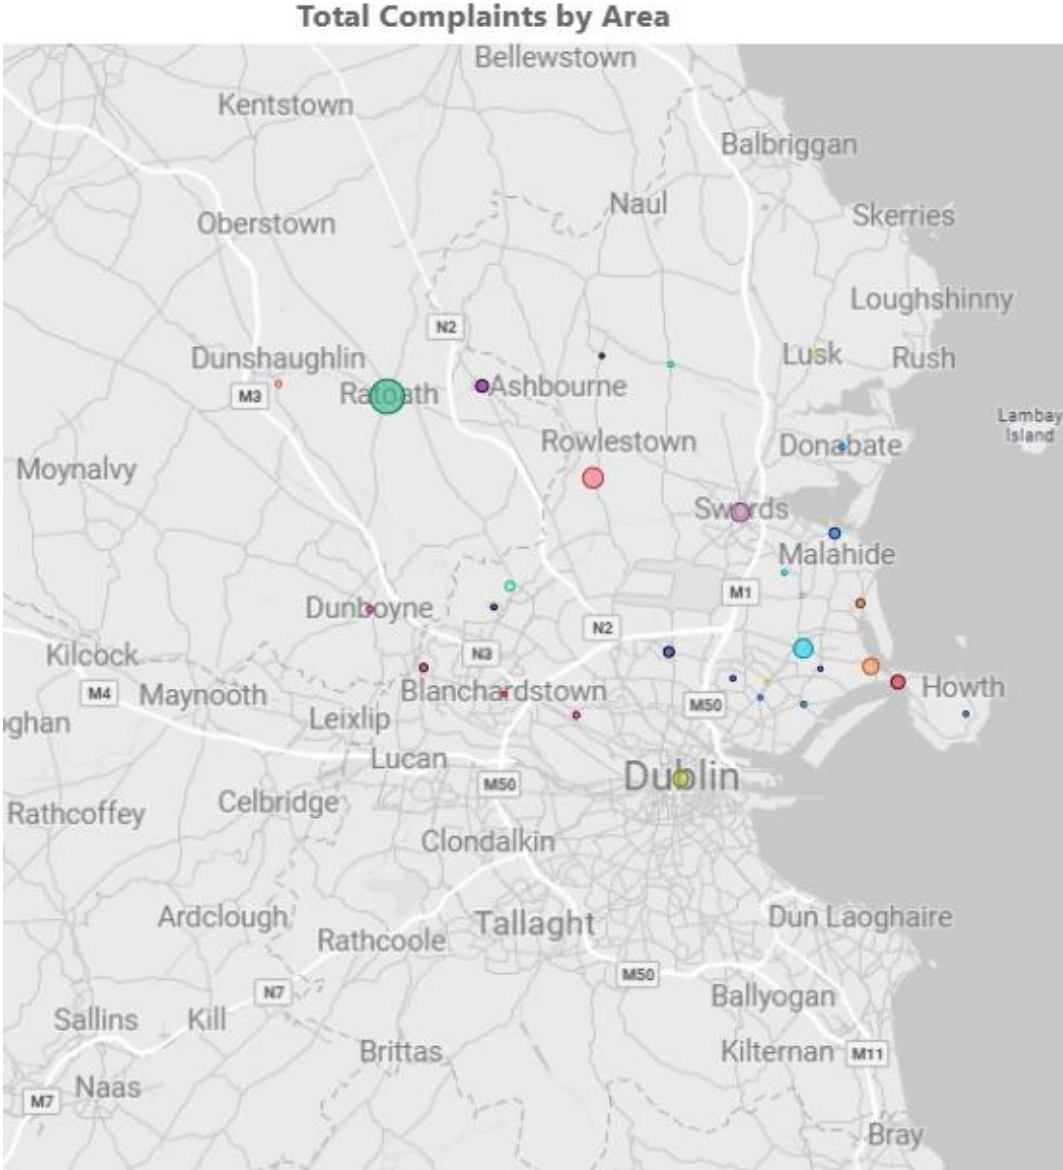 Total Complaints by Area
Bellewstown
Kentstown
Balbriggan
Naul
Skerries
Oberstown
Loughshinny
N2
Lusk
Rush
Dunshaughlin
M3
Ratoath
Ashbourne
Lambay
Island
Rowlestown
Donabate
Moynalvy
Swords
Malahide
M1
Dunboyne
N2
N3
Kilcock
Blanchardstown
Howth
M4
Maynooth
M50
oghan
Leixlip
Lucan
Dublin
M50
Celbridge
Rathcoffey
Clondalkin
Ardclough
Tallaght
Dun Laoghaire
Rathcoole
M50
N7
Ballyogan
Sallins
Kill
Brittas
Kilternan
M11
Naas
M7
Bray